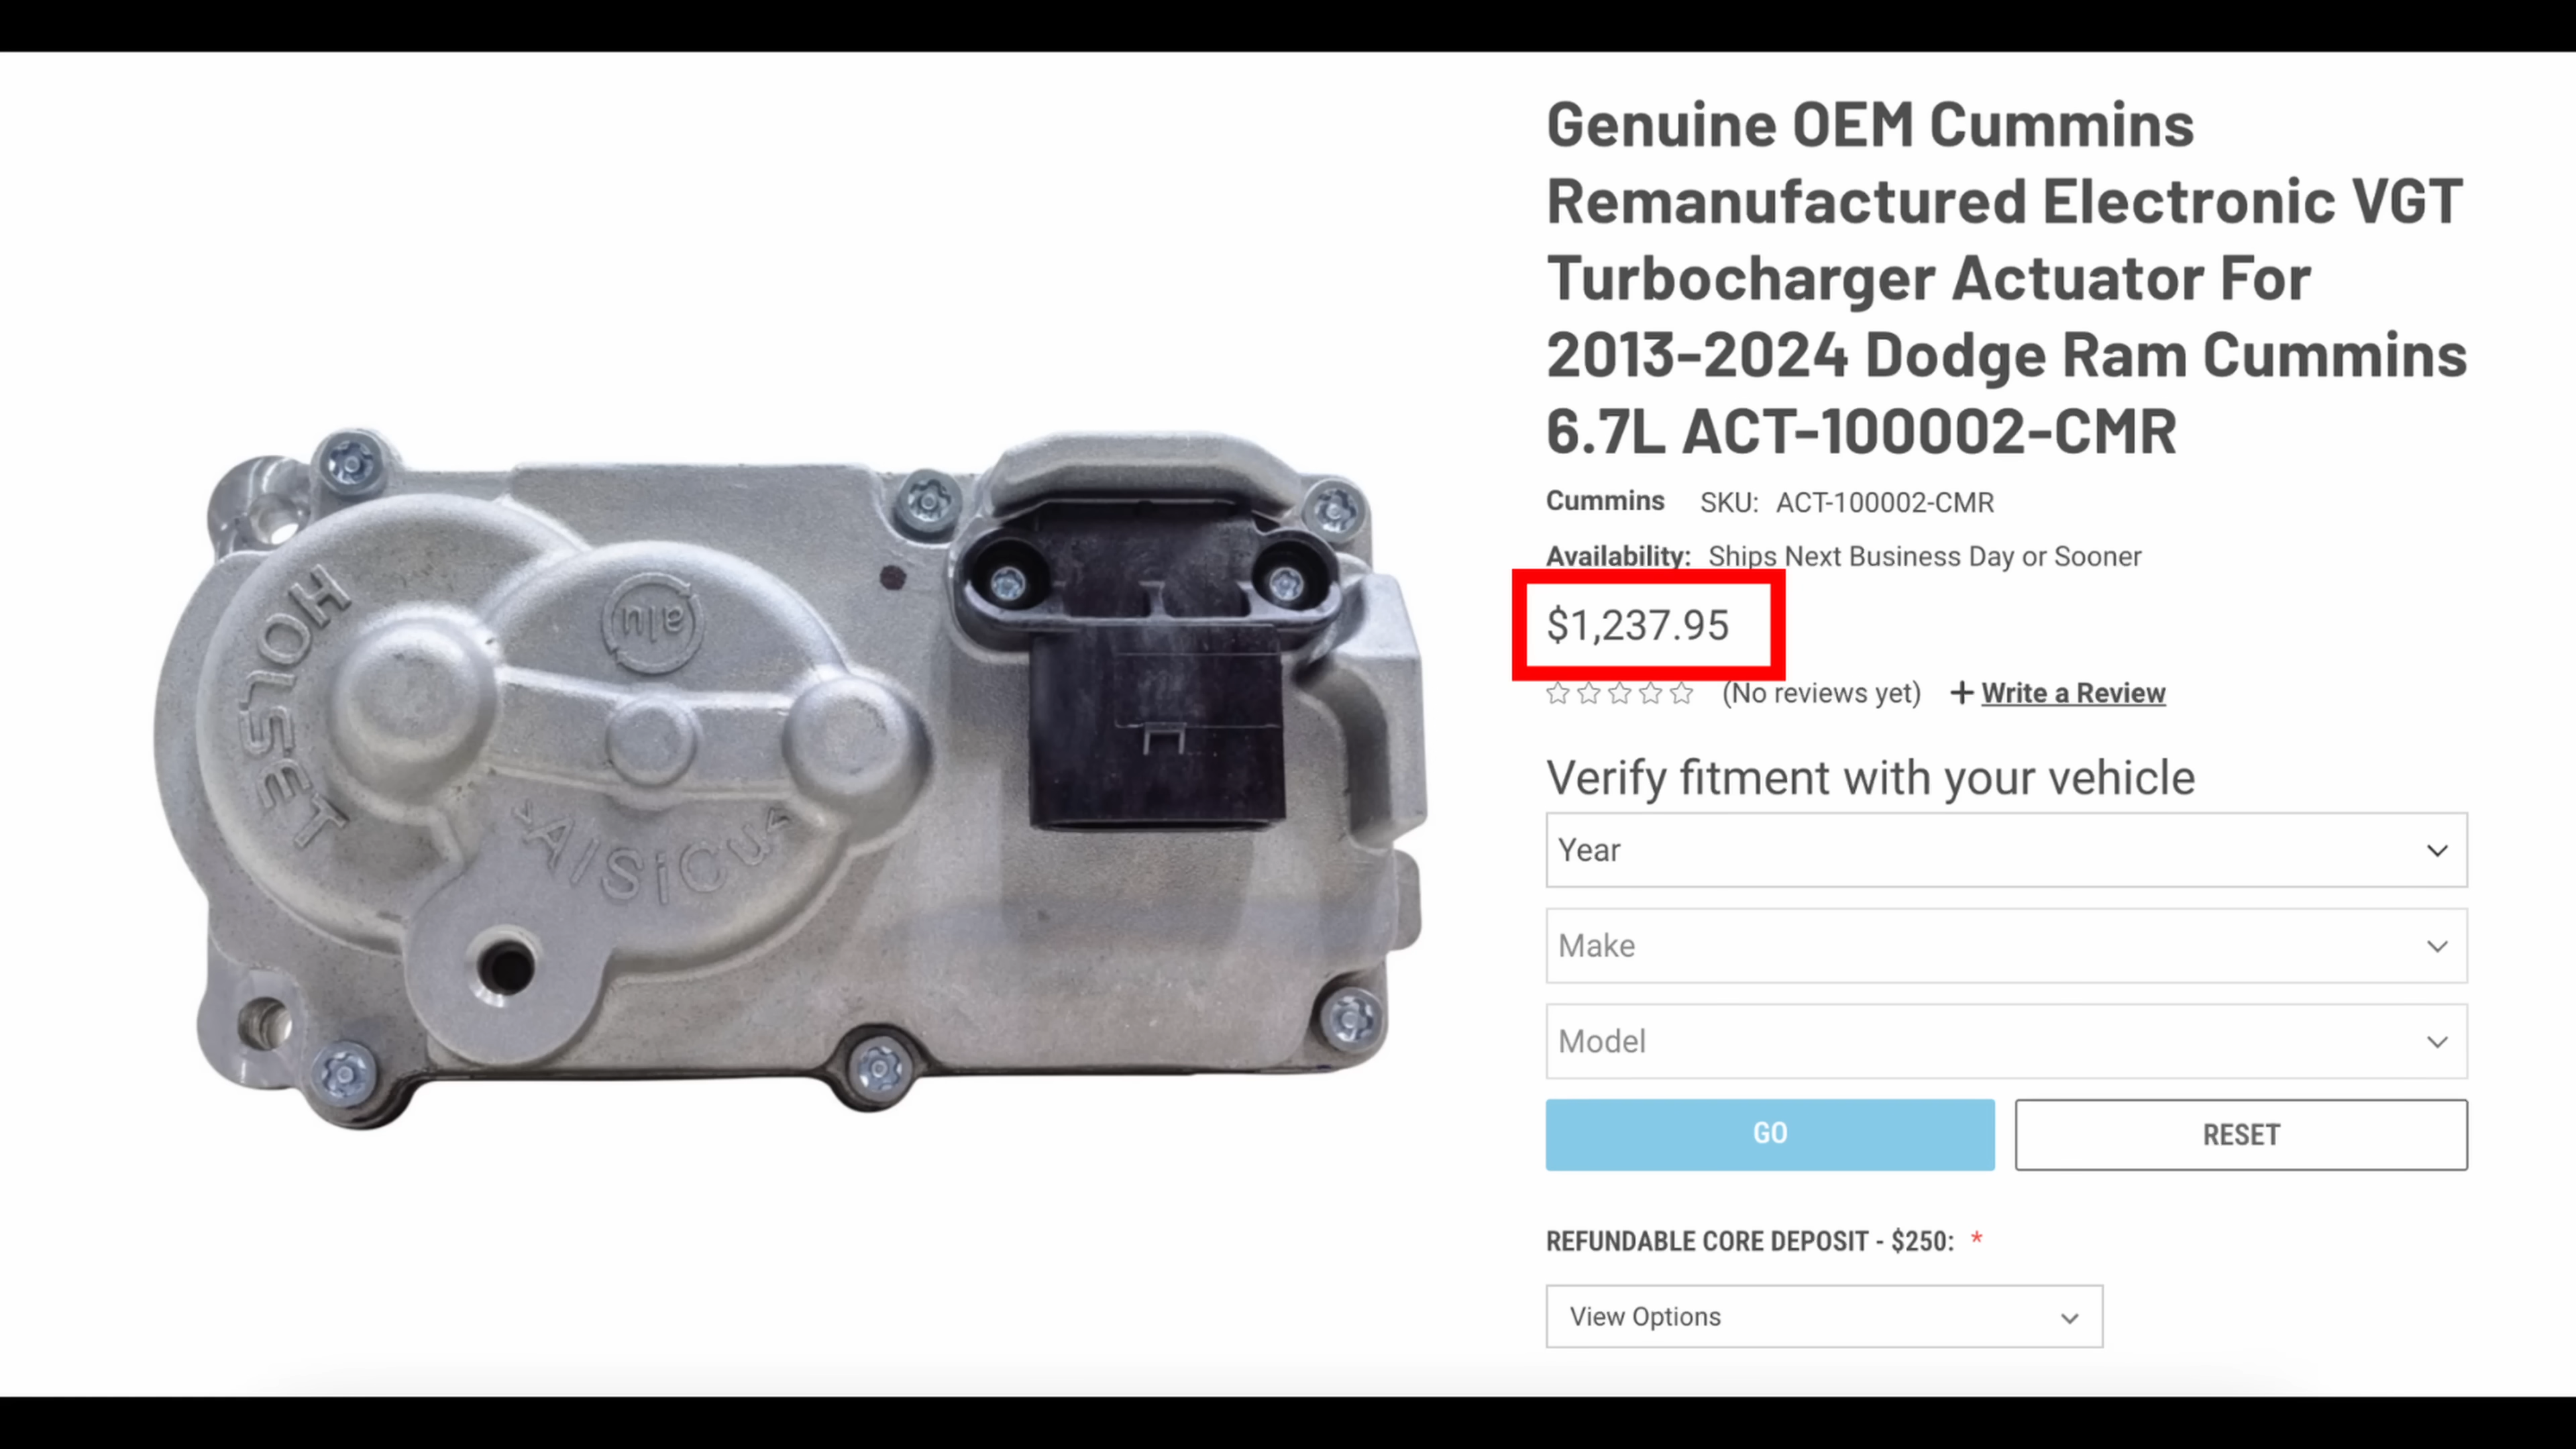 Genuine OEM Cummins
Remanufactured Electronic VGT
Turbocharger Actuator For
2013-2024 Dodge Ram Cummins
6.7L ACT-100002-CMR
Cummins SKU: ACT-100002-CMR
Availability: Ships Next Business Day or Sooner
$1,237.95
(No reviews yet) + Write a Review
Verify fitment with your vehicle
Year
Make
Model
GO RESET
REFUNDABLE CORE DEPOSIT - $250: *
View Options
HOLSET
alu
>AlSiCu<